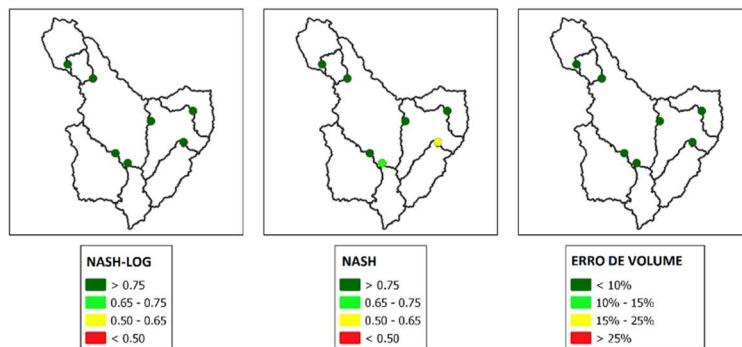 NASH-LOG
> 0.75
0.65 - 0.75
0.50 - 0.65
< 0.50
NASH
> 0.75
0.65 - 0.75
0.50 - 0.65
< 0.50
ERRO DE VOLUME
< 10%
10% - 15%
15% - 25%
> 25%